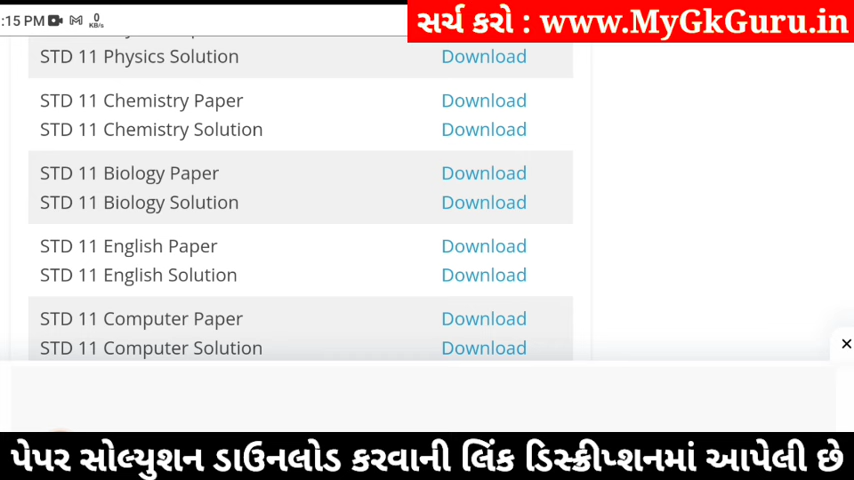 :15 PM
0
KB/s
સર્ચ કરો : www.MyGkGuru.in
STD 11 Physics Solution Download
STD 11 Chemistry Paper Download
STD 11 Chemistry Solution Download
STD 11 Biology Paper Download
STD 11 Biology Solution Download
STD 11 English Paper Download
STD 11 English Solution Download
STD 11 Computer Paper Download
STD 11 Computer Solution Download
પેપર સોલ્યુશન ડાઉનલોડ કરવાની લિંક ડિસ્ક્રીપ્શનમાં આપેલી છે